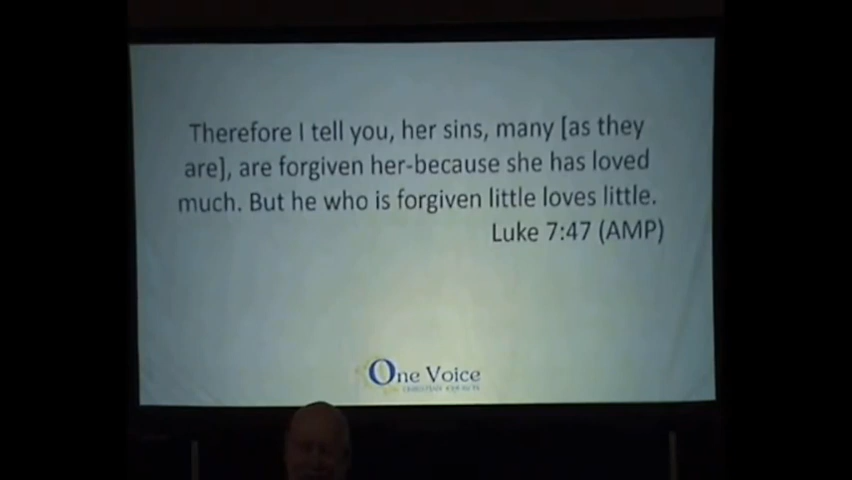 Therefore I tell you, her sins, many [as they
are], are forgiven her-because she has loved
much. But he who is forgiven little loves little.
Luke 7:47 (AMP)
One Voice